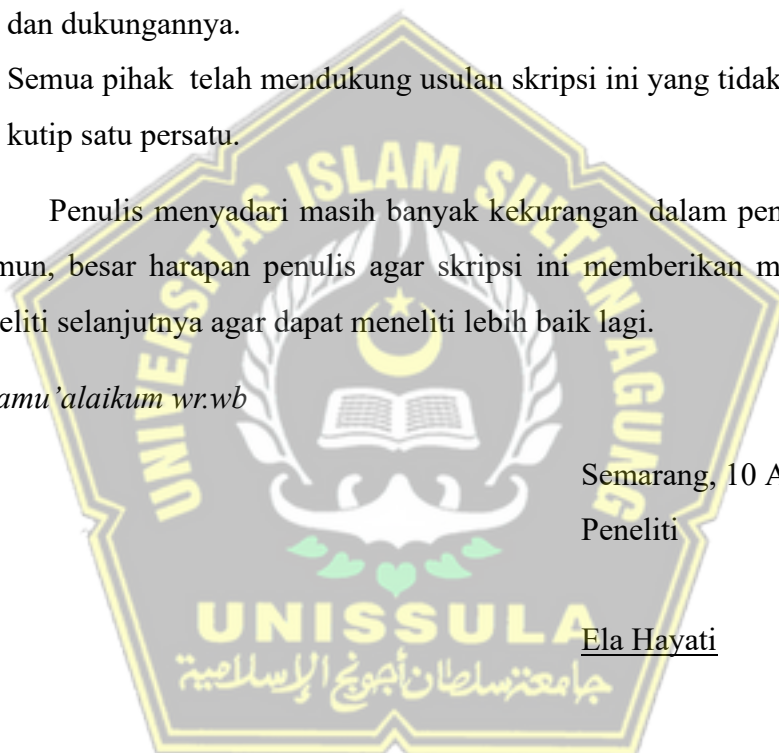 dan dukungannya.
Semua pihak telah mendukung usulan skripsi ini yang tidak
kutip satu persatu.
Penulis menyadari masih banyak kekurangan dalam pen
mun, besar harapan penulis agar skripsi ini memberikan m
eliti selanjutnya agar dapat meneliti lebih baik lagi.
amu’alaikum wr.wb
Semarang, 10 A
Peneliti
Ela Hayati
UNIVERSITAS ISLAM SULTAN AGUNG
UNISSULA
جامعة سلطان أجونج الإسلامية